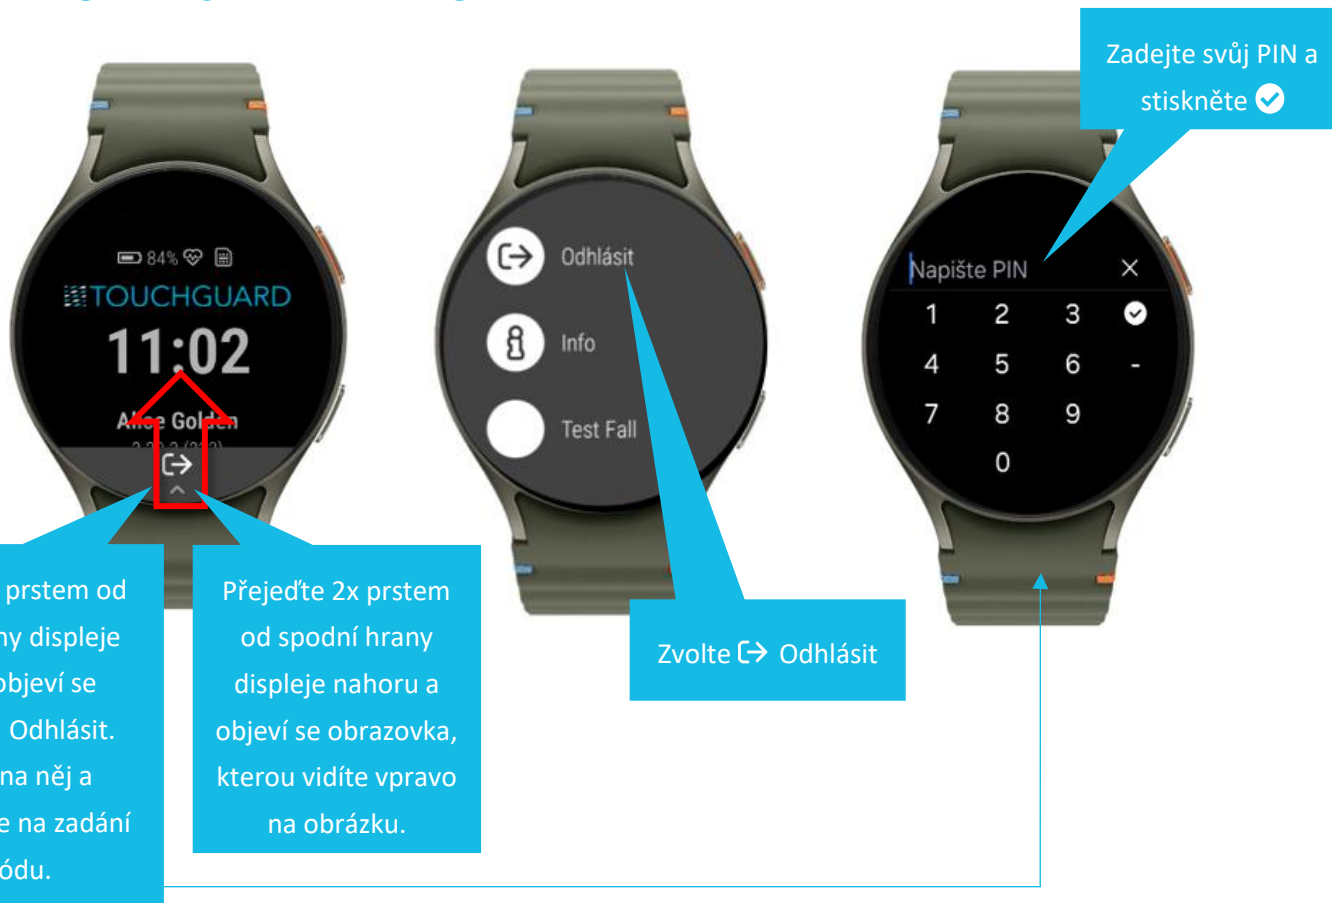 Zadejte svůj PIN a
stiskněte
84%
TOUCHGUARD
11:02
Golden
Odhlásit
Info
Test Fall
Napište PIN
1 2 3
4 5 6 -
7 8 9
0
prstem od
displeje
objeví se
Odhlásit.
na něj a
na zadání
Přejeďte 2x prstem
od spodní hrany
displeje nahoru a
objeví se obrazovka,
kterou vidíte vpravo
na obrázku.
Zvolte Odhlásit